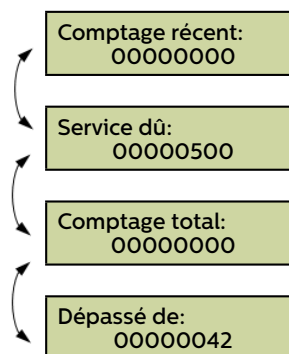 Comptage récent:
00000000
Service dû:
00000500
Comptage total:
00000000
Dépassé de:
00000042